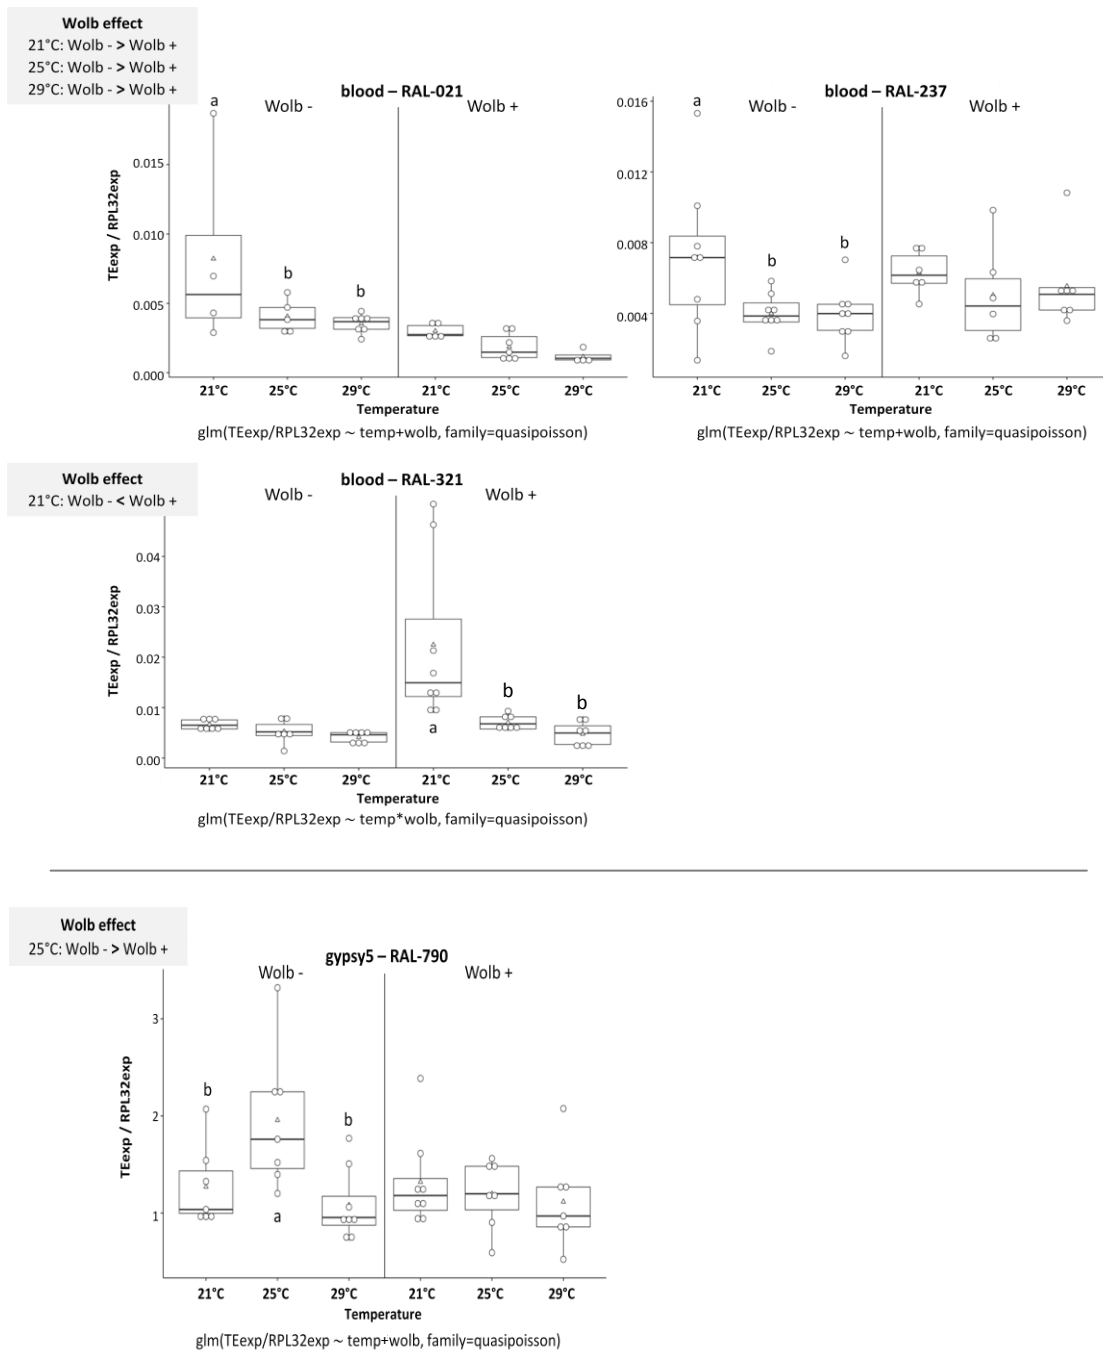 Wolb effect
21°C: Wolb - > Wolb +
25°C: Wolb - > Wolb +
29°C: Wolb - > Wolb +
blood – RAL-021
Wolb -
Wolb +
a
b
b
TEexp / RPL32exp
0.015
0.010
0.005
0.000
21°C 25°C 29°C 21°C 25°C 29°C
Temperature
glm(TEexp/RPL32exp ~ temp+wolb, family=quasipoisson)
blood – RAL-237
Wolb -
Wolb +
a
b
b
0.016
0.012
0.008
0.004
21°C 25°C 29°C 21°C 25°C 29°C
Temperature
glm(TEexp/RPL32exp ~ temp+wolb, family=quasipoisson)
Wolb effect
21°C: Wolb - < Wolb +
blood – RAL-321
Wolb -
Wolb +
TEexp / RPL32exp
0.04
0.03
0.02
0.01
0.00
a
b
b
21°C 25°C 29°C 21°C 25°C 29°C
Temperature
glm(TEexp/RPL32exp ~ temp*wolb, family=quasipoisson)
Wolb effect
25°C: Wolb - > Wolb +
gypsy5 – RAL-790
Wolb -
Wolb +
TEexp / RPL32exp
3
2
1
b
a
b
21°C 25°C 29°C 21°C 25°C 29°C
Temperature
glm(TEexp/RPL32exp ~ temp+wolb, family=quasipoisson)